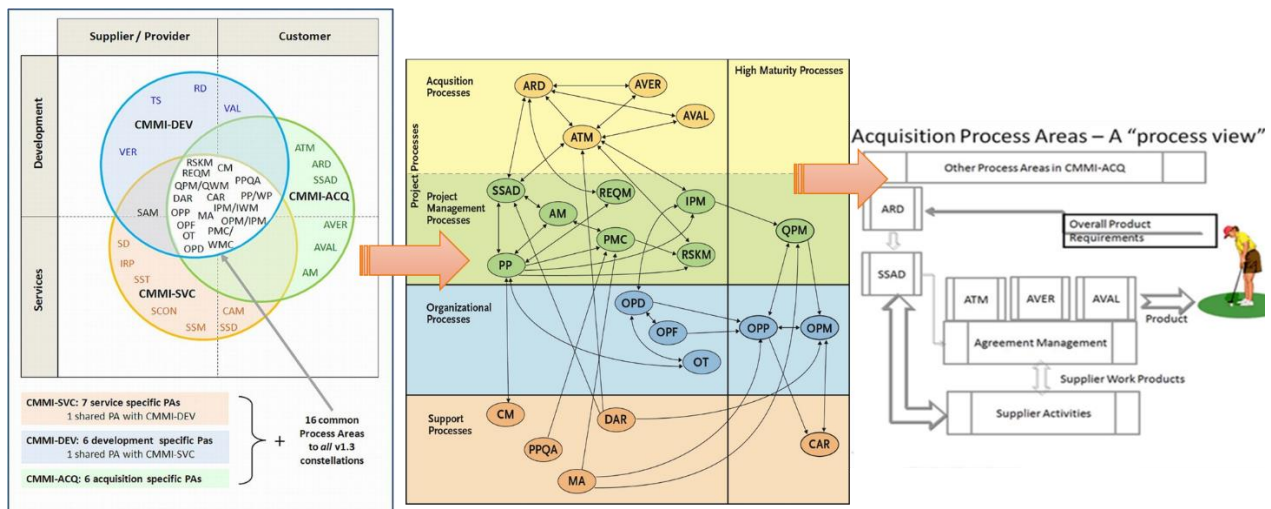 Supplier / Provider
Customer
Development
Services
RD
TS
VAL
CMMI-DEV
VER
ATM
ARD
SSAD
CMMI-ACQ
RSKM
CM
REQM
PPQA
QPM/QWM
DAR
CAR
PP/WP
OPP
IPM/IWM
MA
OPF
OPM/IPM
OT
PMC/
OPD
WMC
SAM
AVER
AVAL
AM
SD
IRP
SST
CMMI-SVC
SCON
CAM
SSM
SSD
CMMI-SVC: 7 service specific PAs
1 shared PA with CMMI-DEV
CMMI-DEV: 6 development specific Pas
1 shared PA with CMMI-SVC
CMMI-ACQ: 6 acquisition specific PAs
+
16 common
Process Areas
to all v1.3
constellations
Project Processes
Acqusition
Processes
High Maturity Processes
ARD
AVER
AVAL
ATM
Project
Management
Processes
SSAD
REQM
IPM
AM
QPM
PMC
RSKM
PP
Organizational
Processes
OPD
OPF
OPP
OPM
OT
Support
Processes
CM
DAR
PPQA
CAR
MA
Acquisition Process Areas – A “process view”
Other Process Areas in CMMI-ACQ
ARD
Overall Product
Requirements
SSAD
ATM
AVER
AVAL
Product
Agreement Management
Supplier Work Products
Supplier Activities